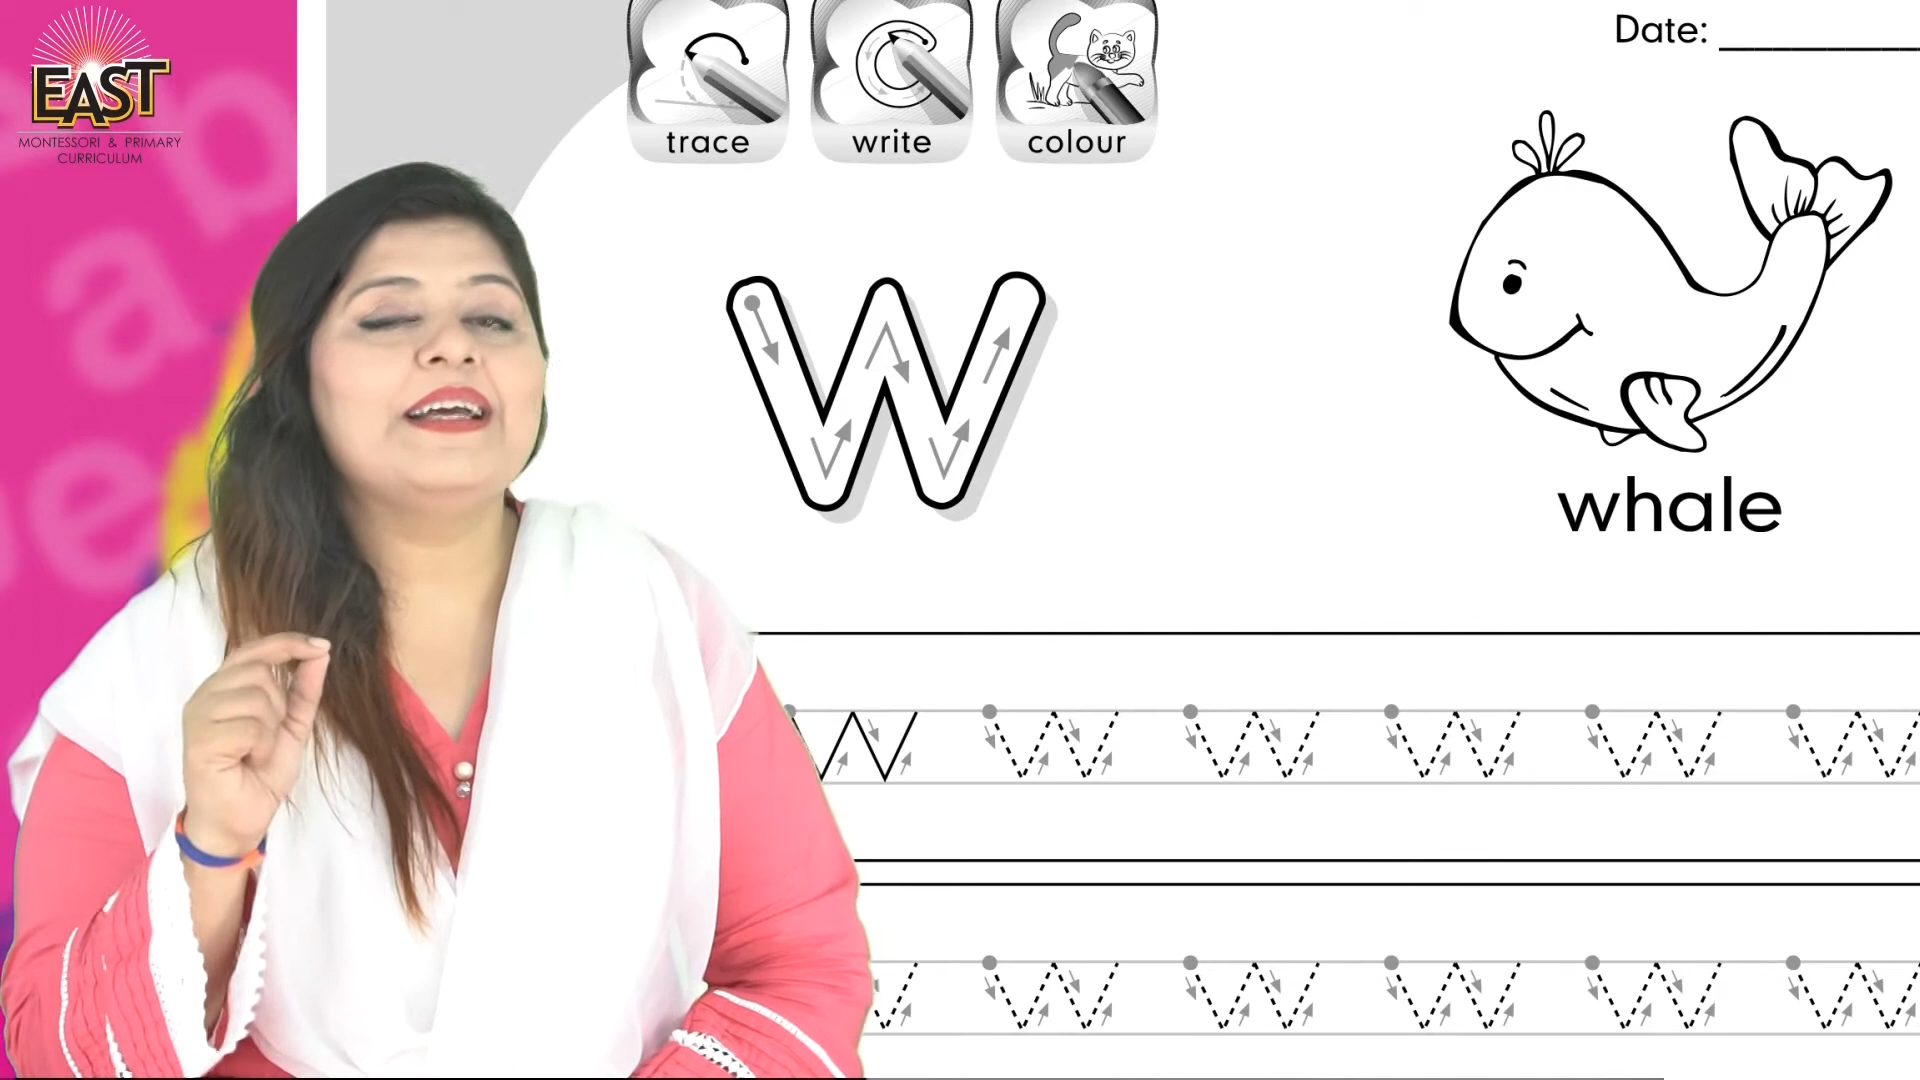 EAST
MONTESSORI & PRIMARY
CURRICULUM
trace
write
colour
Date:
w
whale
w w w w w w
w w w w w w